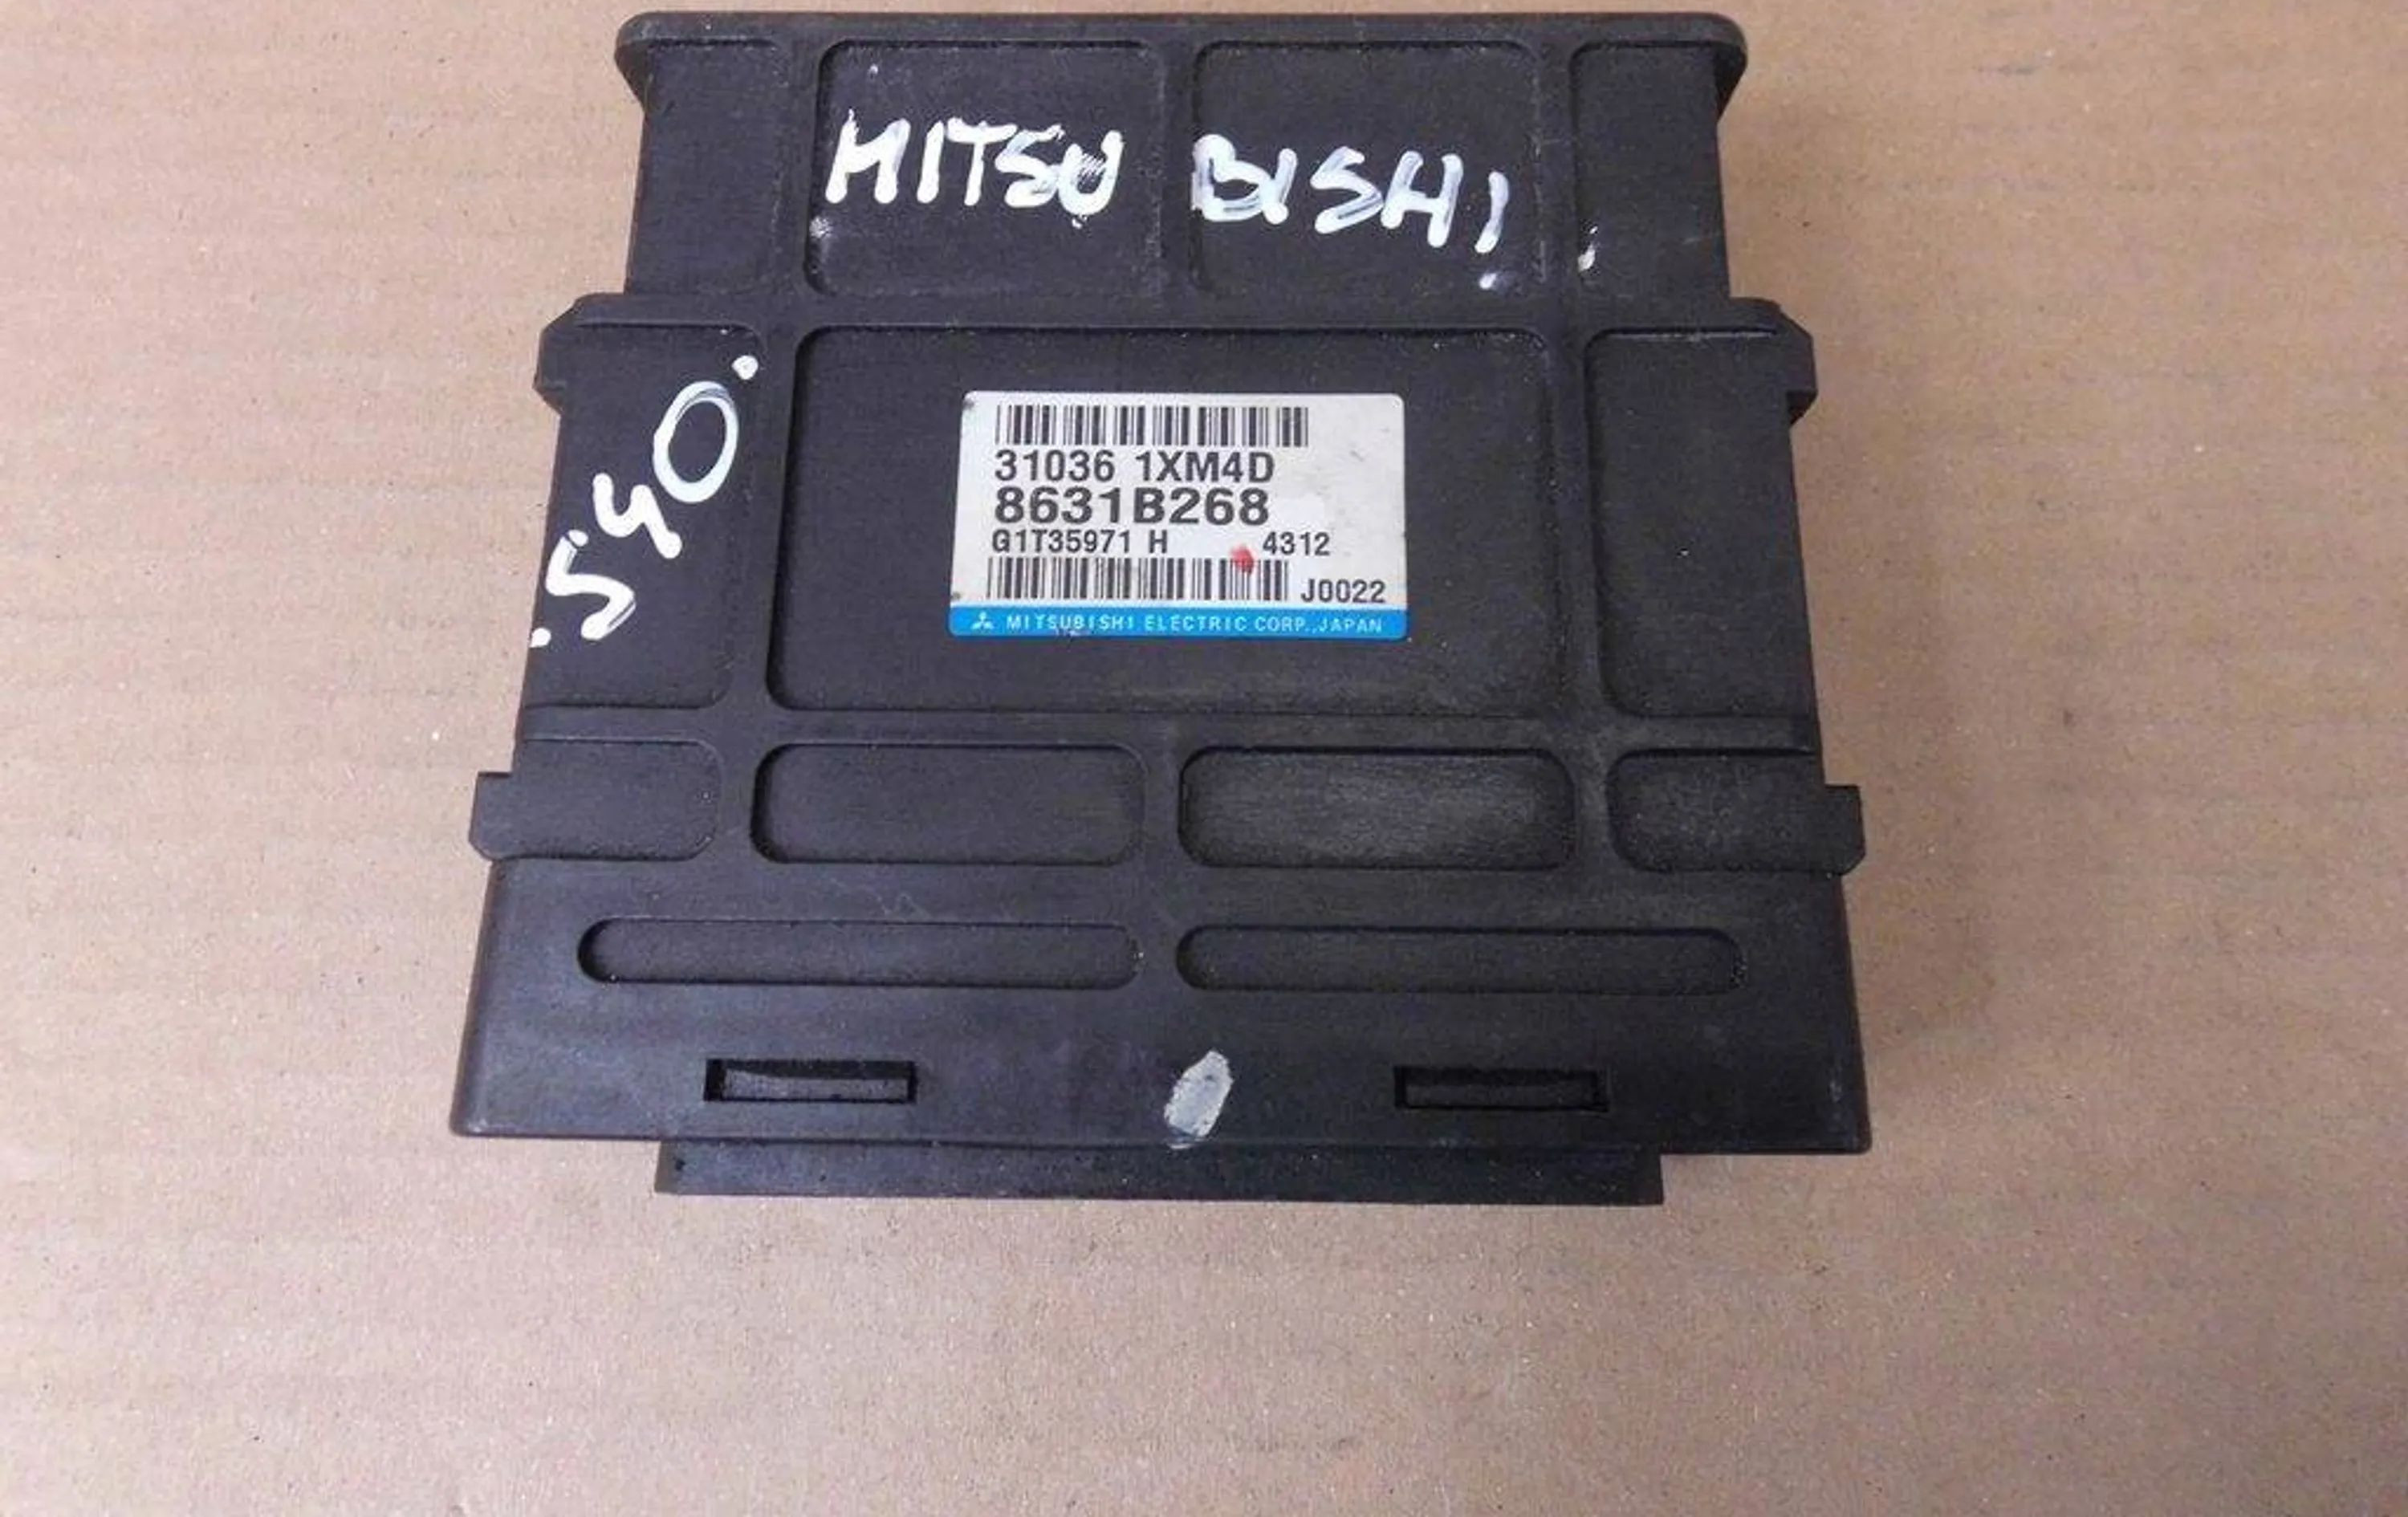 MITSU BISHI
540.
31036 1XM4D
8631B268
G1T35971 H 4312
J0022
MITSUBISHI ELECTRIC CORP.,JAPAN